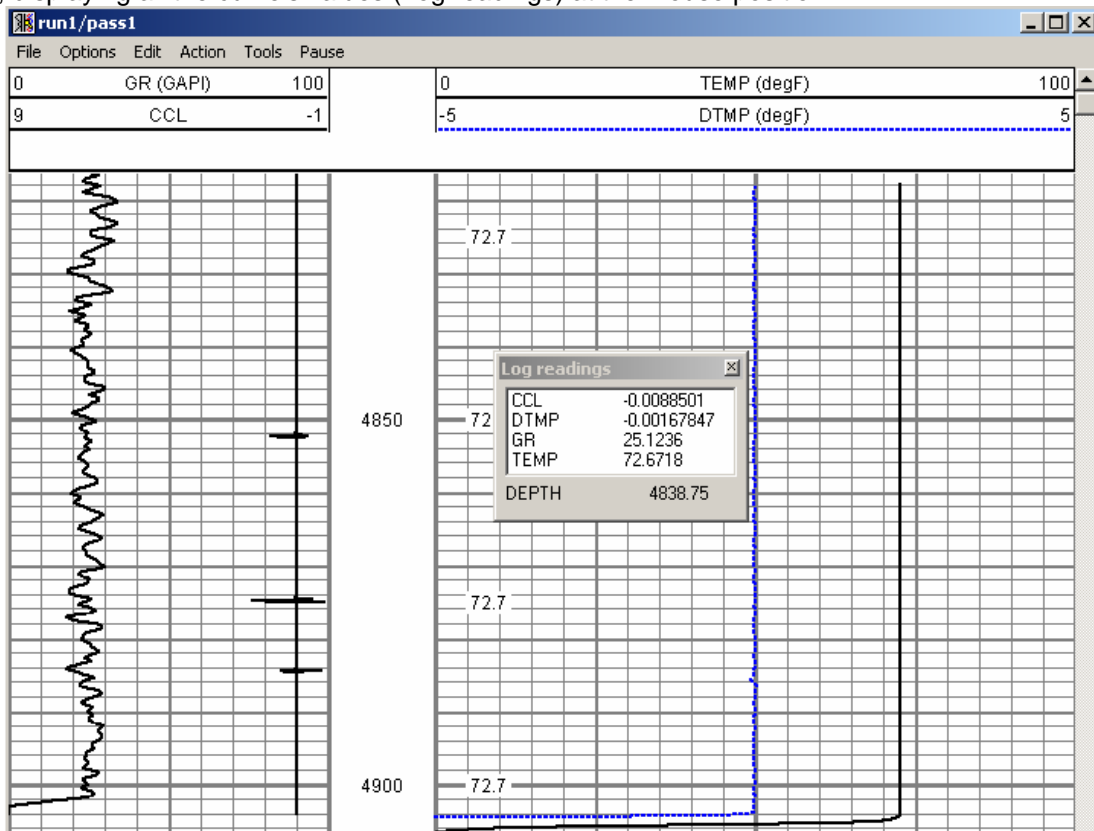 run1/pass1
File Options Edit Action Tools Pause
0 GR (GAPI) 100 0 TEMP (degF) 100
9 CCL -1 -5 DTMP (degF) 5
72.7
Log readings
CCL -0.0088501
4850 72 DTMP -0.00167847
GR 25.1236
TEMP 72.6718
DEPTH 4838.75
72.7
4900 72.7